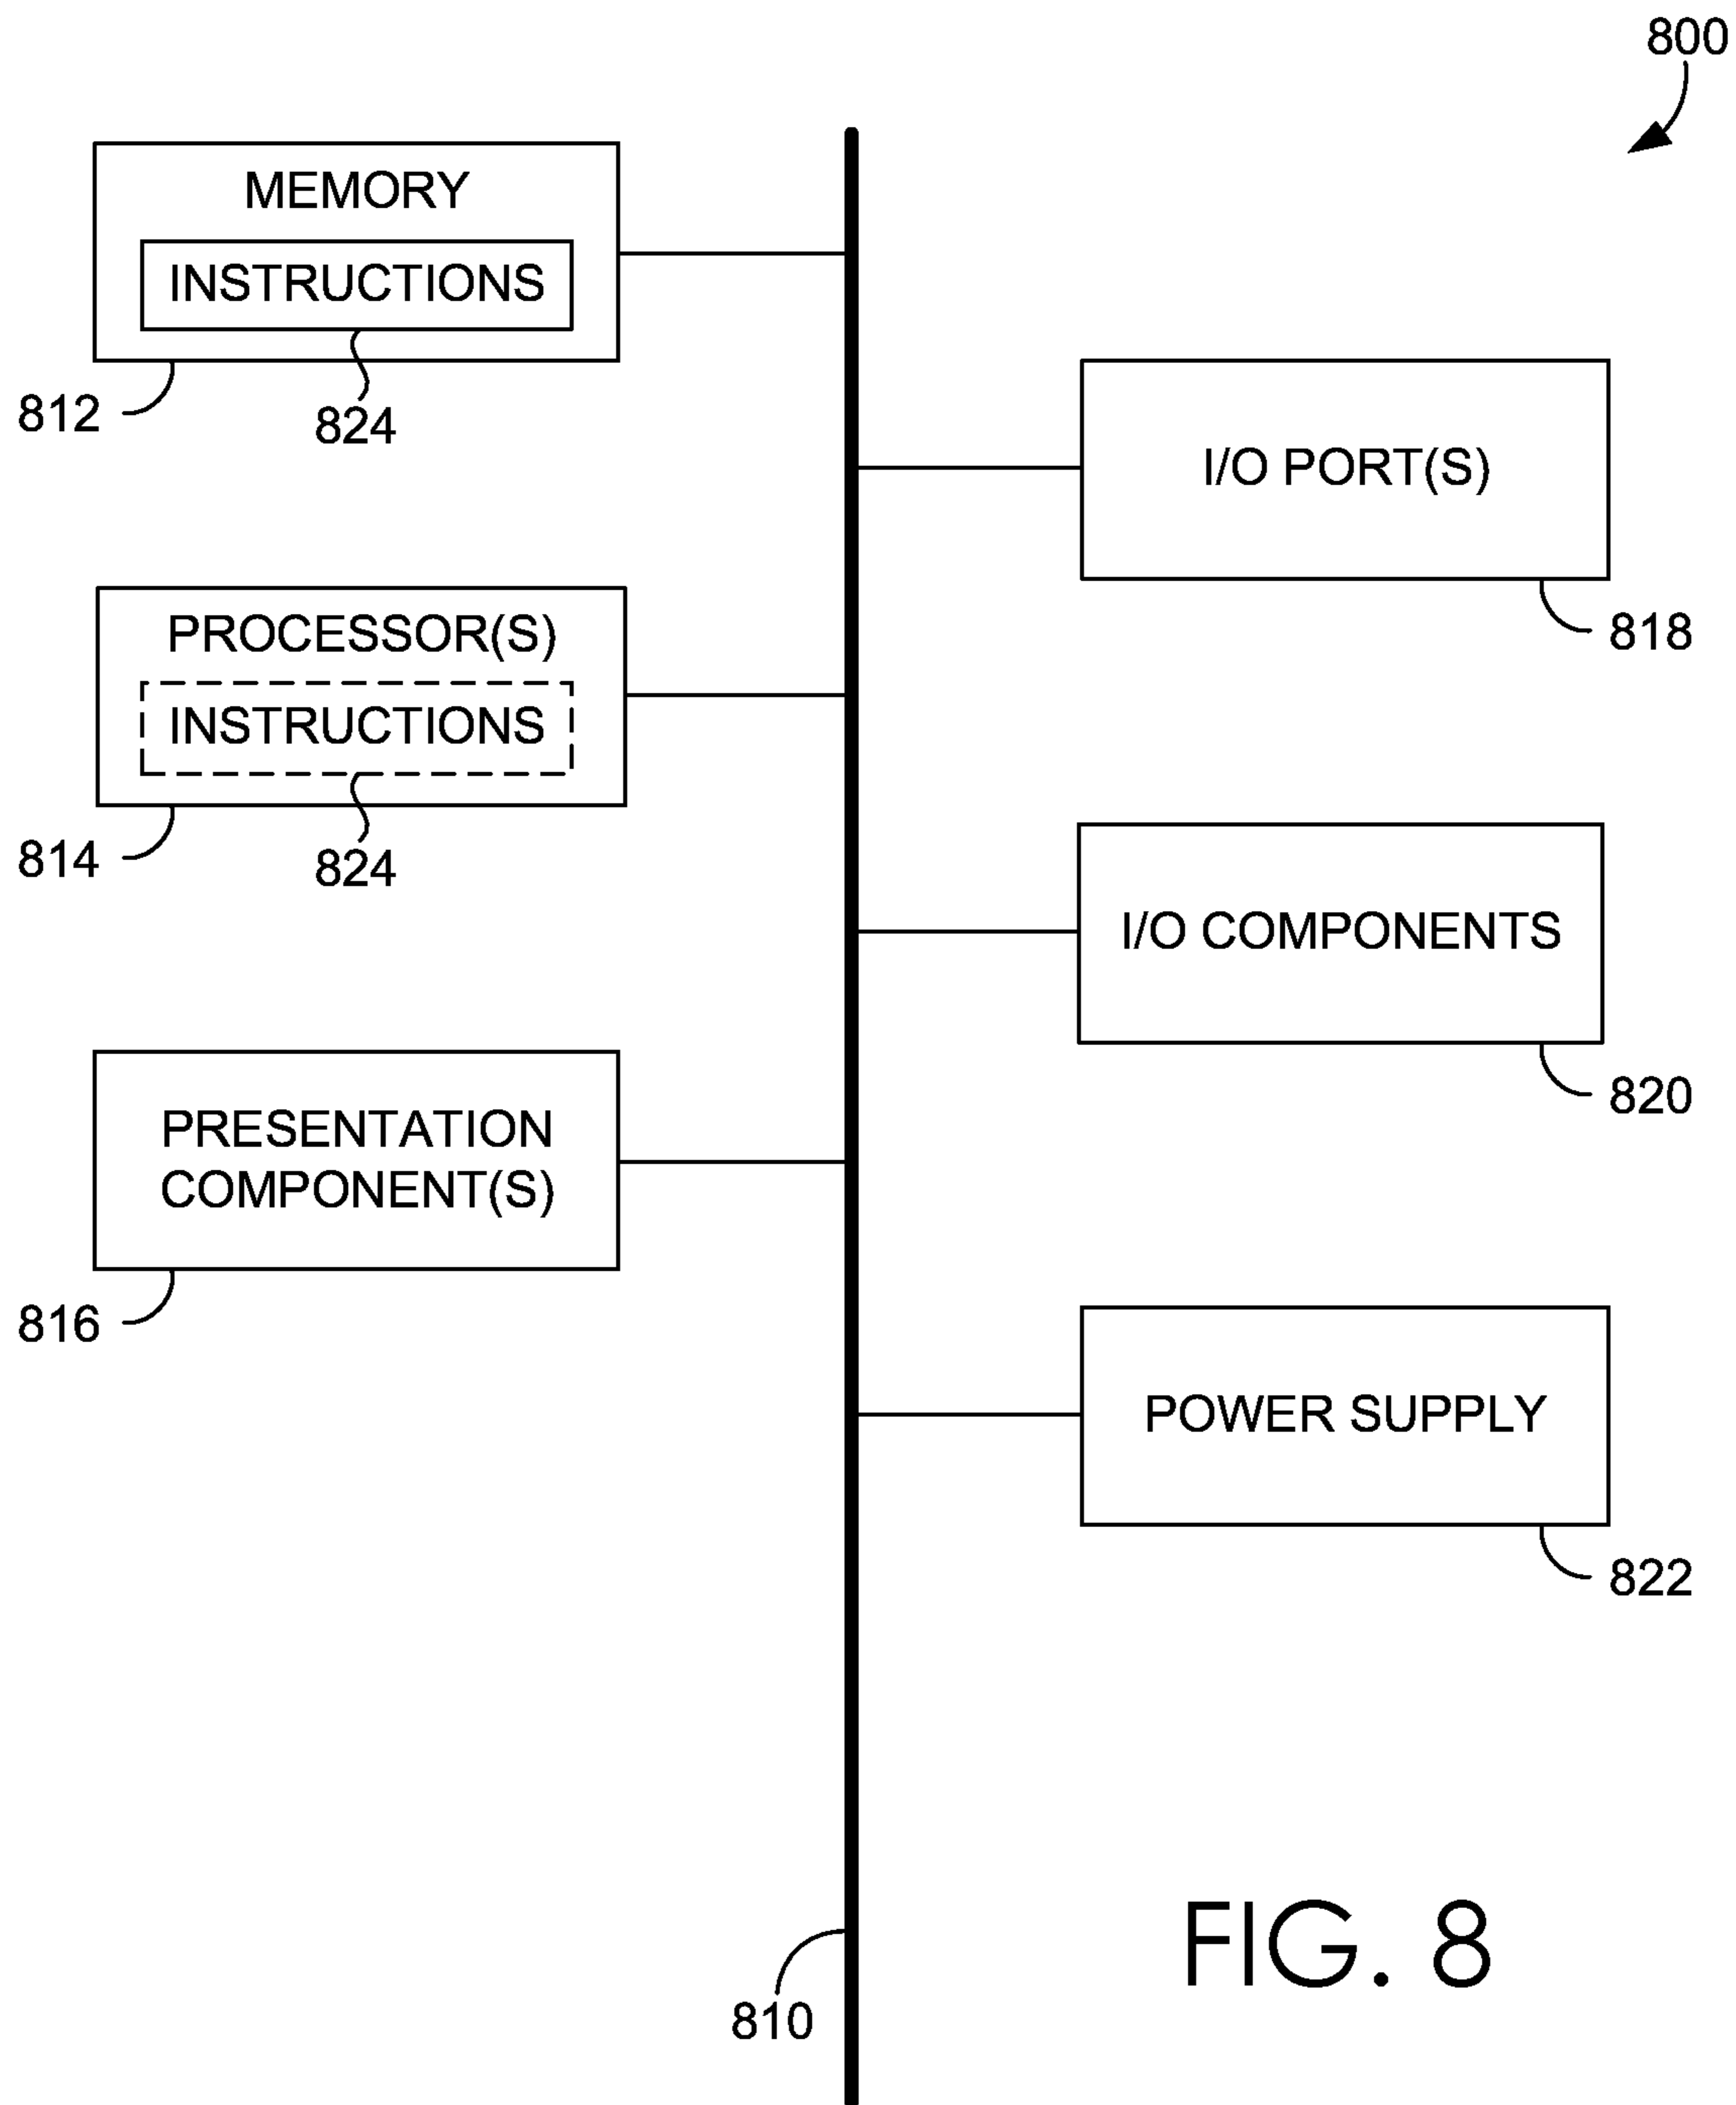 800
MEMORY
INSTRUCTIONS
812
824
I/O PORT(S)
818
PROCESSOR(S)
INSTRUCTIONS
814
824
I/O COMPONENTS
820
PRESENTATION
COMPONENT(S)
816
POWER SUPPLY
822
810
FIG. 8